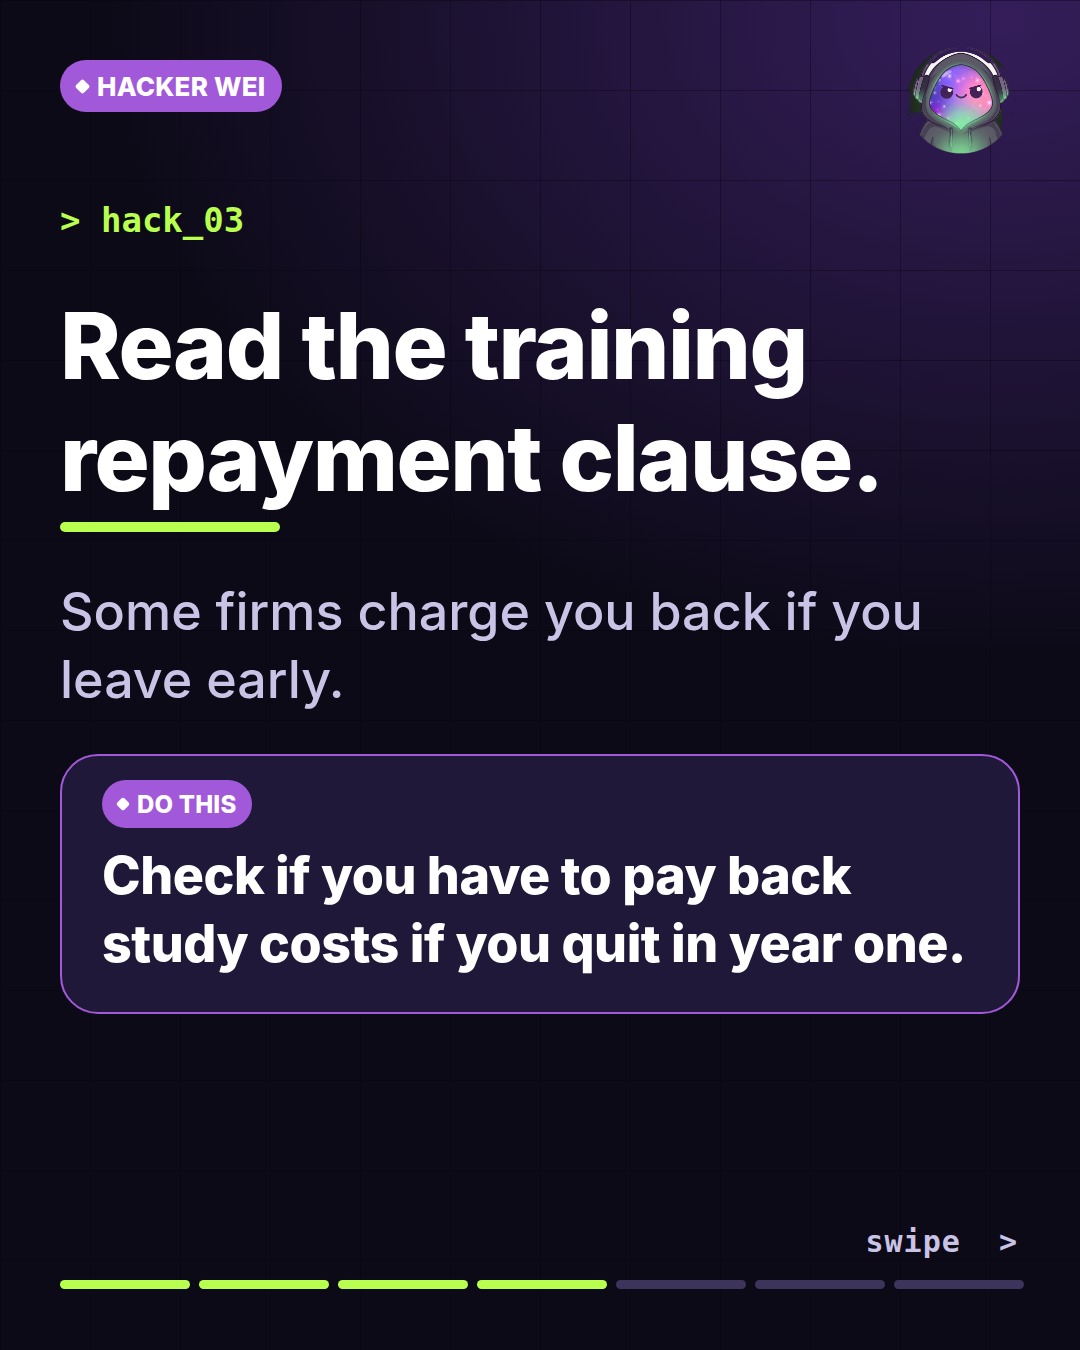 HACKER WEI
> hack_03
Read the training
repayment clause.
Some firms charge you back if you
leave early.
DO THIS
Check if you have to pay back
study costs if you quit in year one.
swipe >